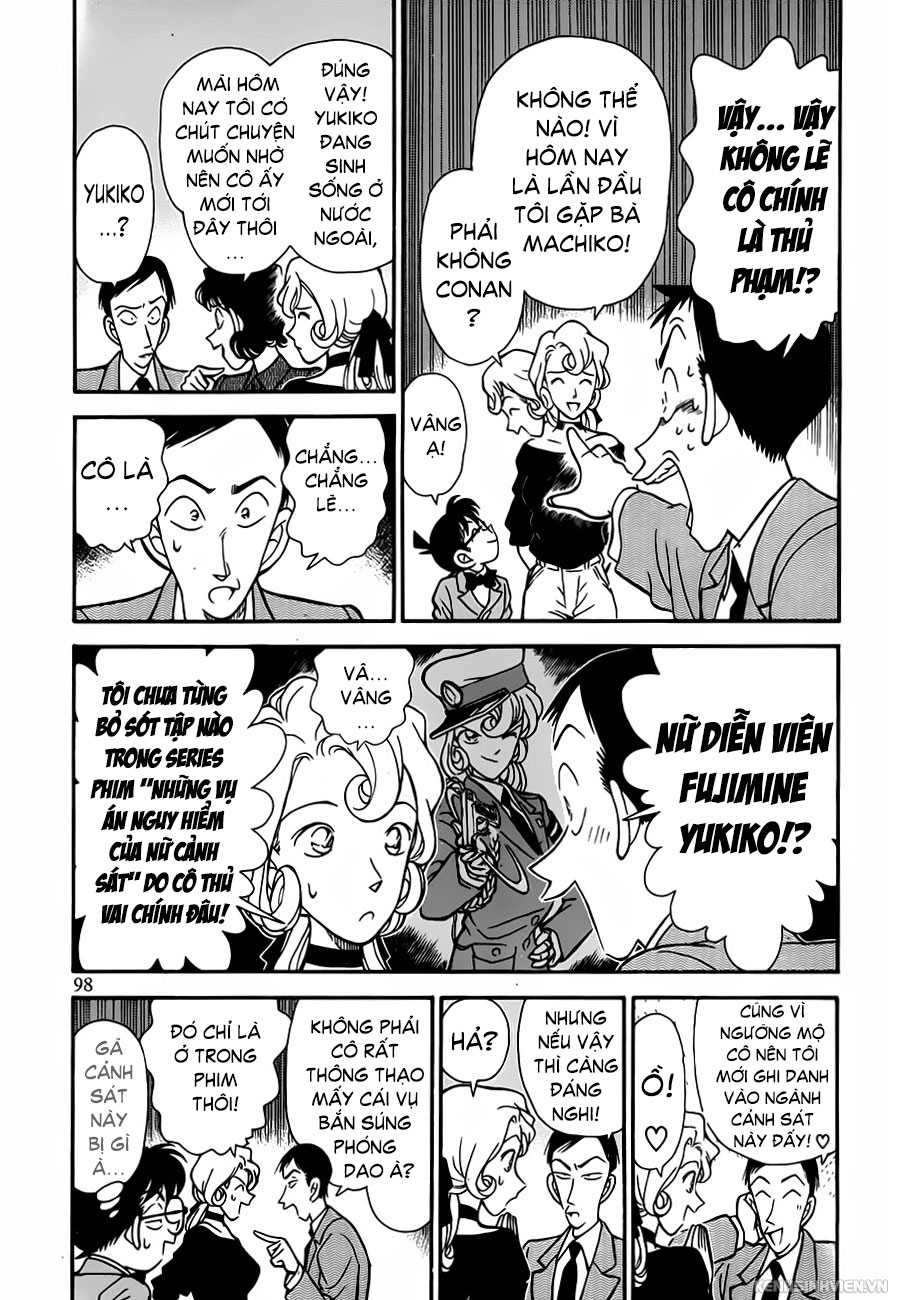 VẬY... VẬY
KHÔNG LẼ
CÔ CHÍNH
LÀ THỦ
PHẠM!?
KHÔNG THỂ
NÀO! VÌ
HÔM NAY
LÀ LẦN ĐẦU
TÔI GẶP BÀ
MACHIKO!
PHẢI
KHÔNG
CONAN
?
VÂNG
Ạ!
ĐÚNG
VẬY!
YUKIKO
ĐANG
SINH
SỐNG Ở
NƯỚC
NGOÀI,
MÃI HÔM
NAY TÔI CÓ
CHÚT CHUYỆN
MUỐN NHỜ
NÊN CÔ ẤY
MỚI TỚI
ĐÂY THÔI
...
YUKIKO
...?
CHẲNG...
CHẲNG
LẼ...
CÔ LÀ
...
NỮ DIỄN VIÊN
FUJIMINE
YUKIKO!?
VÂ...
VÂNG
...
TÔI CHƯA TỪNG
BỎ SÓT TẬP NÀO
TRONG SERIES
PHIM "NHỮNG VỤ
ÁN NGUY HIỂM
CỦA NỮ CẢNH
SÁT" DO CÔ THỦ
VAI CHÍNH ĐÂU!
98
CŨNG VÌ
NGƯỠNG MỘ
CÔ NÊN TÔI
MỚI GHI DANH
VÀO NGÀNH
CẢNH SÁT
NÀY ĐẤY! ♡
Ồ!
♡
NHƯNG
NẾU VẬY
THÌ CÀNG
ĐÁNG
NGHI!
HẢ?
KHÔNG PHẢI
CÔ RẤT
THÔNG THẠO
MẤY CÁI VỤ
BẮN SÚNG
PHÓNG
DAO À?
ĐÓ CHỈ LÀ
Ở TRONG
PHIM
THÔI!
GÃ
CẢNH
SÁT
NÀY
BỊ GÌ
À...
KENHSINHVIEN.VN